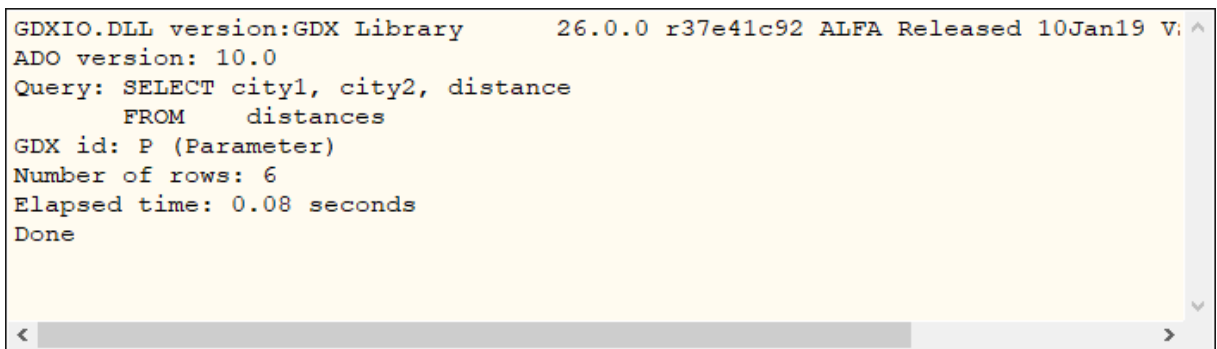 GDXIO.DLL version:GDX Library      26.0.0 r37e41c92 ALFA Released 10Jan19
ADO version: 10.0
Query: SELECT city1, city2, distance
       FROM    distances
GDX id: P (Parameter)
Number of rows: 6
Elapsed time: 0.08 seconds
Done